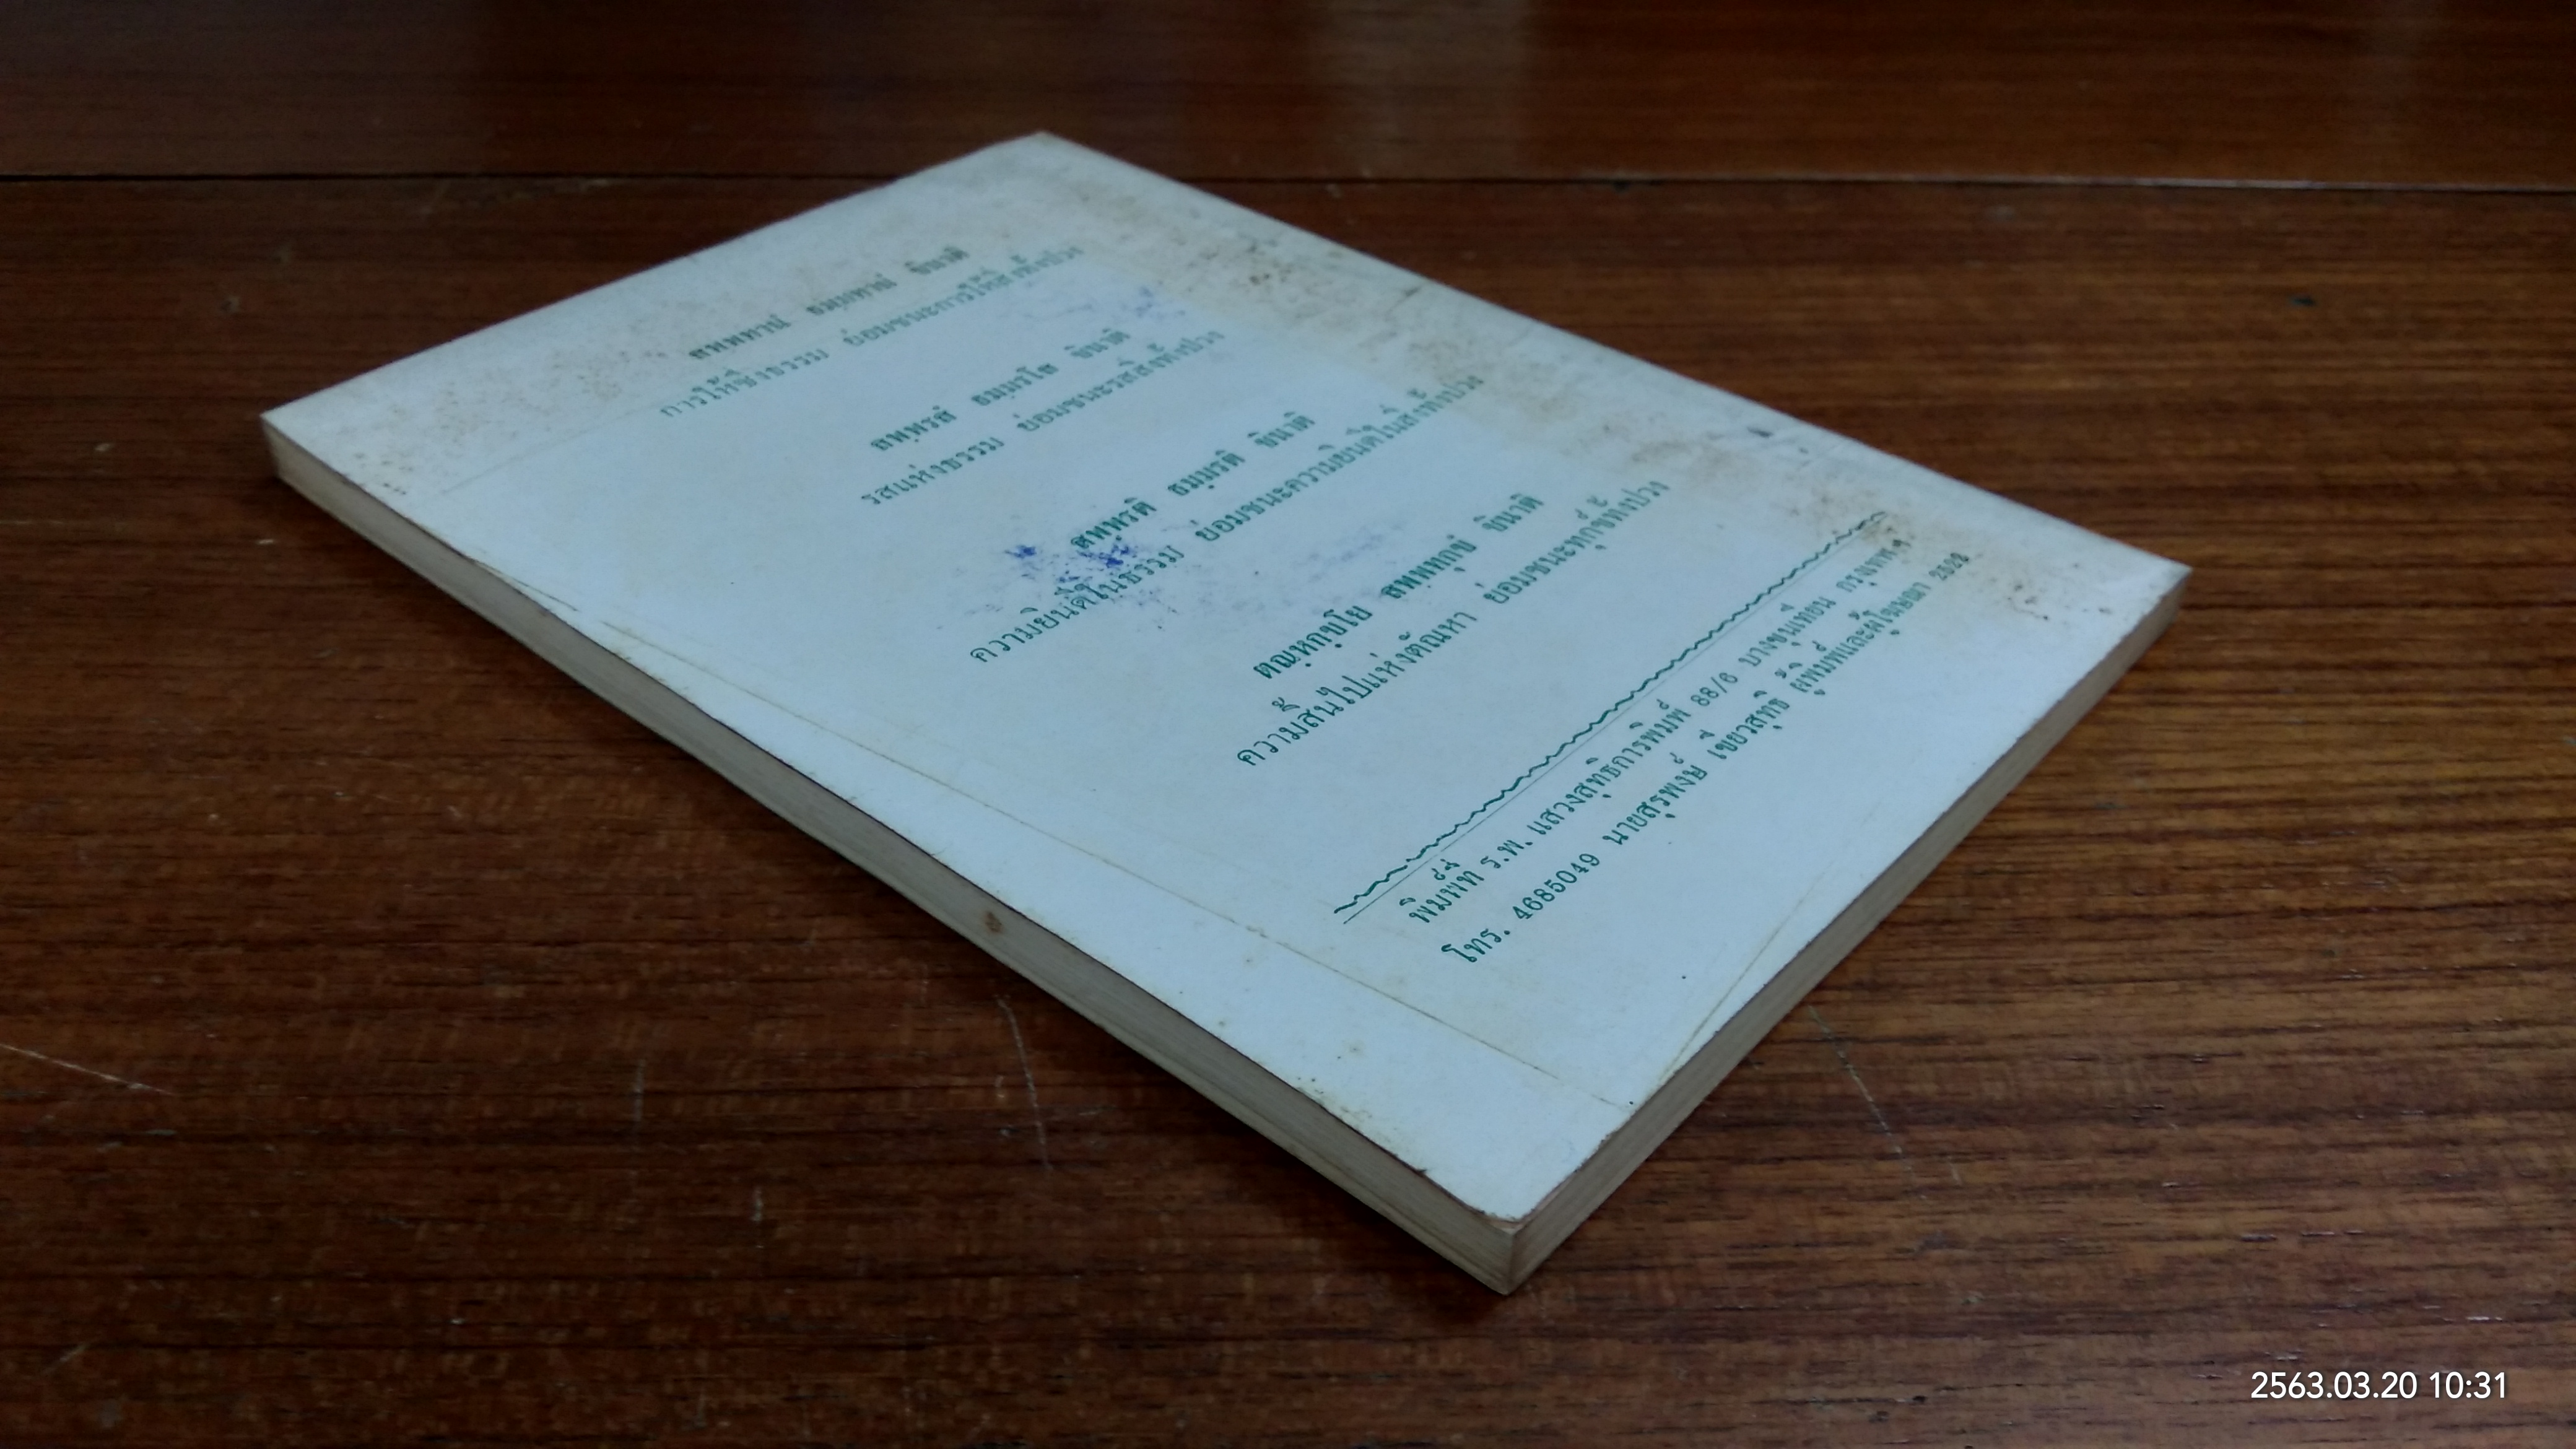 สพฺพทานํ ธมฺมทานํ ชินาติ
การให้ซึ่งธรรม ย่อมชนะการให้สิ่งทั้งปวง
สพฺพรสํ ธมฺมรโส ชินาติ
รสแห่งธรรม ย่อมชนะรสสิ่งทั้งปวง
สพฺพรติ ธมฺมรติ ชินาติ
ความยินดีในธรรม ย่อมชนะความยินดีในสิ่งทั้งปวง
ตณฺหกฺขโย สพฺพทุกฺขํ ชินาติ
ความสิ้นไปแห่งตัณหา ย่อมชนะทุกข์ทั้งปวง
พิมพ์ที่ ร.พ. แสวงสุทธิการพิมพ์ 88/6 บางขุนเทียน กรุงเทพ ฯ
โทร. 4685049 นายสุรพงษ์ เขียวสุทธิ ผู้พิมพ์และผู้โฆษณา
2563.03.20 10:31